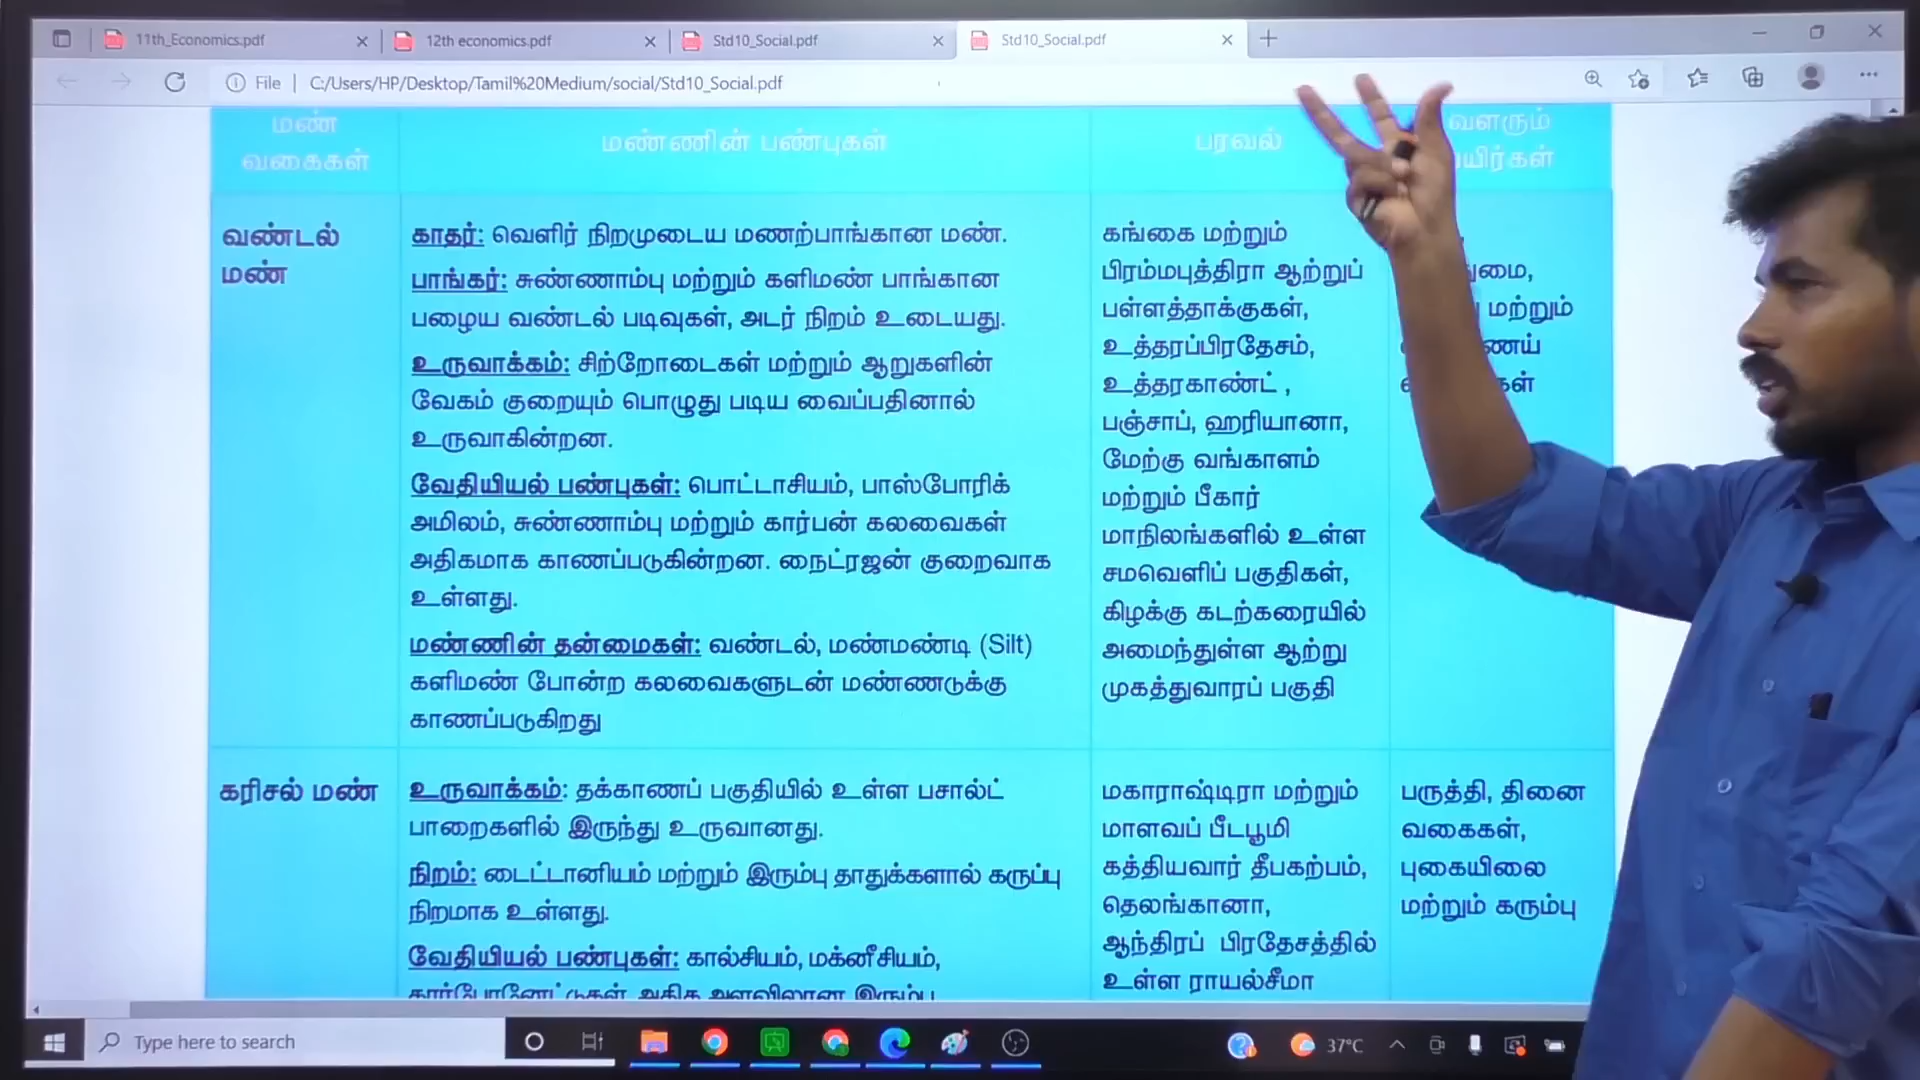 11th_Economics.pdf
12th economics.pdf
Std10_Social.pdf
Std10_Social.pdf
File
C:/Users/HP/Desktop/Tamil%20Medium/social/Std10_Social.pdf
மண்
வகைகள்
மண்ணின் பண்புகள்
பரவல்
வளரும்
வண்டல்
மண்
காதர்: வெளிர் நிறமுடைய மணற்பாங்கான மண்.
பாங்கர்: சுண்ணாம்பு மற்றும் களிமண் பாங்கான
பழைய வண்டல் படிவுகள், அடர் நிறம் உடையது.
உருவாக்கம்: சிற்றோடைகள் மற்றும் ஆறுகளின்
வேகம் குறையும் பொழுது படிய வைப்பதினால்
உருவாகின்றன.
வேதியியல் பண்புகள்: பொட்டாசியம், பாஸ்போரிக்
அமிலம், சுண்ணாம்பு மற்றும் கார்பன் கலவைகள்
அதிகமாக காணப்படுகின்றன. நைட்ரஜன் குறைவாக
உள்ளது.
மண்ணின் தன்மைகள்: வண்டல், மண்மண்டி (Silt)
களிமண் போன்ற கலவைகளுடன் மண்ணடுக்கு
காணப்படுகிறது
கங்கை மற்றும்
பிரம்மபுத்திரா ஆற்றுப்
பள்ளத்தாக்குகள்,
உத்தரப்பிரதேசம்,
உத்தரகாண்ட் ,
பஞ்சாப், ஹரியானா,
மேற்கு வங்காளம்
மற்றும் பீகார்
மாநிலங்களில் உள்ள
சமவெளிப் பகுதிகள்,
கிழக்கு கடற்கரையில்
அமைந்துள்ள ஆற்று
முகத்துவாரப் பகுதி
மற்றும்
கரிசல் மண்
உருவாக்கம்: தக்காணப் பகுதியில் உள்ள பசால்ட்
பாறைகளில் இருந்து உருவானது.
நிறம்: டைட்டானியம் மற்றும் இரும்பு தாதுக்களால் கருப்பு
நிறமாக உள்ளது.
வேதியியல் பண்புகள்: கால்சியம், மக்னீசியம்,
கார்போனேட்டுகள் அதிக அளவிலான இரும்பு
மகாராஷ்டிரா மற்றும்
மாளவப் பீடபூமி
கத்தியவார் தீபகற்பம்,
தெலங்கானா,
ஆந்திரப் பிரதேசத்தில்
உள்ள ராயல்சீமா
பருத்தி, தினை
வகைகள்,
புகையிலை
மற்றும் கரும்பு
Type here to search
37°C